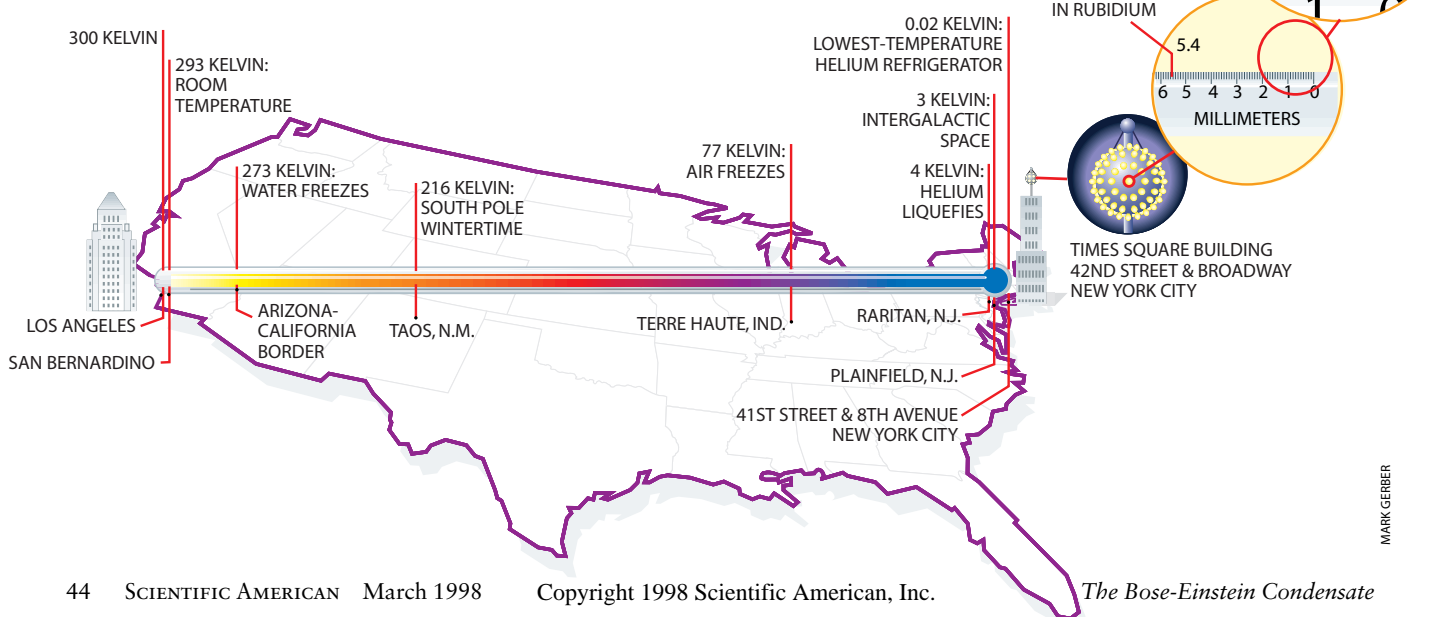 300 KELVIN
293 KELVIN:
ROOM
TEMPERATURE
273 KELVIN:
WATER FREEZES
216 KELVIN:
SOUTH POLE
WINTERTIME
77 KELVIN:
AIR FREEZES
0.02 KELVIN:
LOWEST-TEMPERATURE
HELIUM REFRIGERATOR
3 KELVIN:
INTERGALACTIC
SPACE
4 KELVIN:
HELIUM
LIQUEFIES
IN RUBIDIUM
5.4
6 5 4 3 2 1 0
MILLIMETERS
TIMES SQUARE BUILDING
42ND STREET & BROADWAY
NEW YORK CITY
LOS ANGELES
SAN BERNARDINO
ARIZONA-
CALIFORNIA
BORDER
TAOS, N.M.
TERRE HAUTE, IND.
RARITAN, N.J.
PLAINFIELD, N.J.
41ST STREET & 8TH AVENUE
NEW YORK CITY
MARK GERBER
44 SCIENTIFIC AMERICAN March 1998
Copyright 1998 Scientific American, Inc.
The Bose-Einstein Condensate